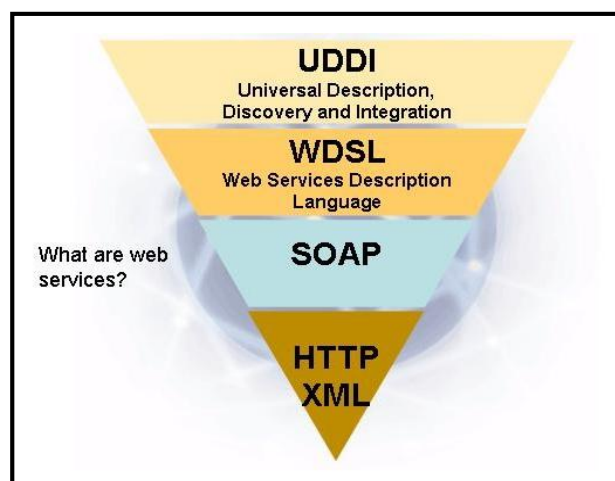 UDDI
Universal Description,
Discovery and Integration
WDSL
Web Services Description
Language
SOAP
What are web
services?
HTTP
XML